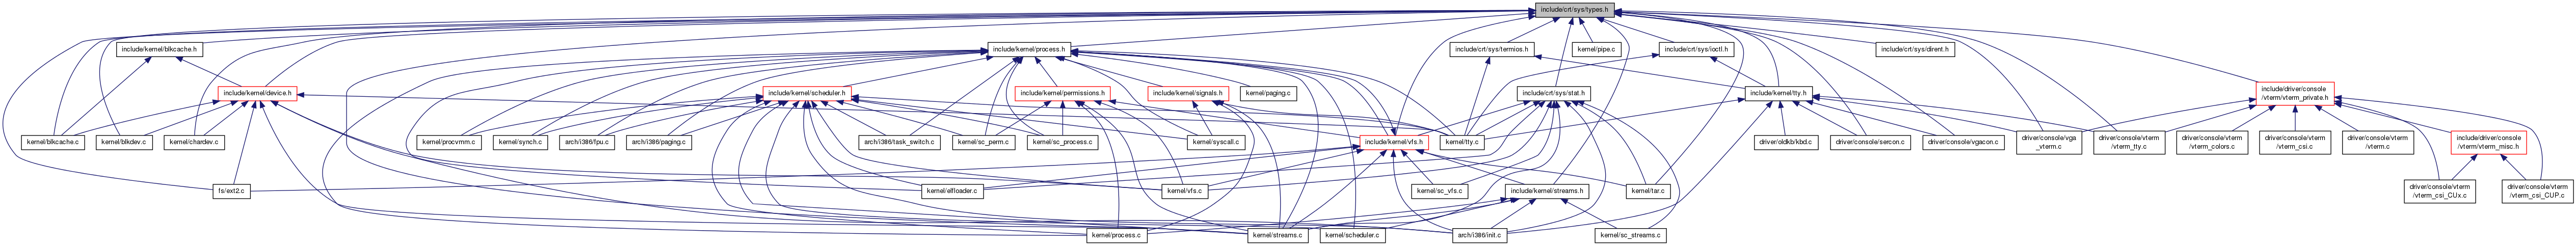 include/crt/sys/types.h
include/kernel/blkcache.h
include/kernel/process.h
include/crt/sys/termios.h
kernel/pipe.c
include/crt/sys/ioctl.h
include/crt/sys/dirent.h
include/kernel/device.h
include/kernel/scheduler.h
include/kernel/permissions.h
include/kernel/signals.h
kernel/paging.c
include/crt/sys/stat.h
include/kernel/tty.h
include/driver/console
/vterm/vterm_private.h
kernel/blkcache.c
kernel/blkdev.c
kernel/chardev.c
kernel/procvmm.c
kernel/synch.c
arch/i386/fpu.c
arch/i386/paging.c
arch/i386/task_switch.c
kernel/sc_perm.c
kernel/sc_process.c
kernel/syscall.c
include/kernel/vfs.h
kernel/tty.c
driver/oldkb/kbd.c
driver/console/sercon.c
driver/console/vgacon.c
driver/console/vga
_vterm.c
driver/console/vterm
/vterm_tty.c
driver/console/vterm
/vterm_colors.c
driver/console/vterm
/vterm_csi.c
driver/console/vterm
/vterm.c
include/driver/console
/vterm/vterm_misc.h
fs/ext2.c
kernel/elfloader.c
kernel/vfs.c
kernel/sc_vfs.c
include/kernel/streams.h
kernel/tar.c
driver/console/vterm
/vterm_csi_CUx.c
driver/console/vterm
/vterm_csi_CUP.c
kernel/process.c
kernel/streams.c
kernel/scheduler.c
arch/i386/init.c
kernel/sc_streams.c